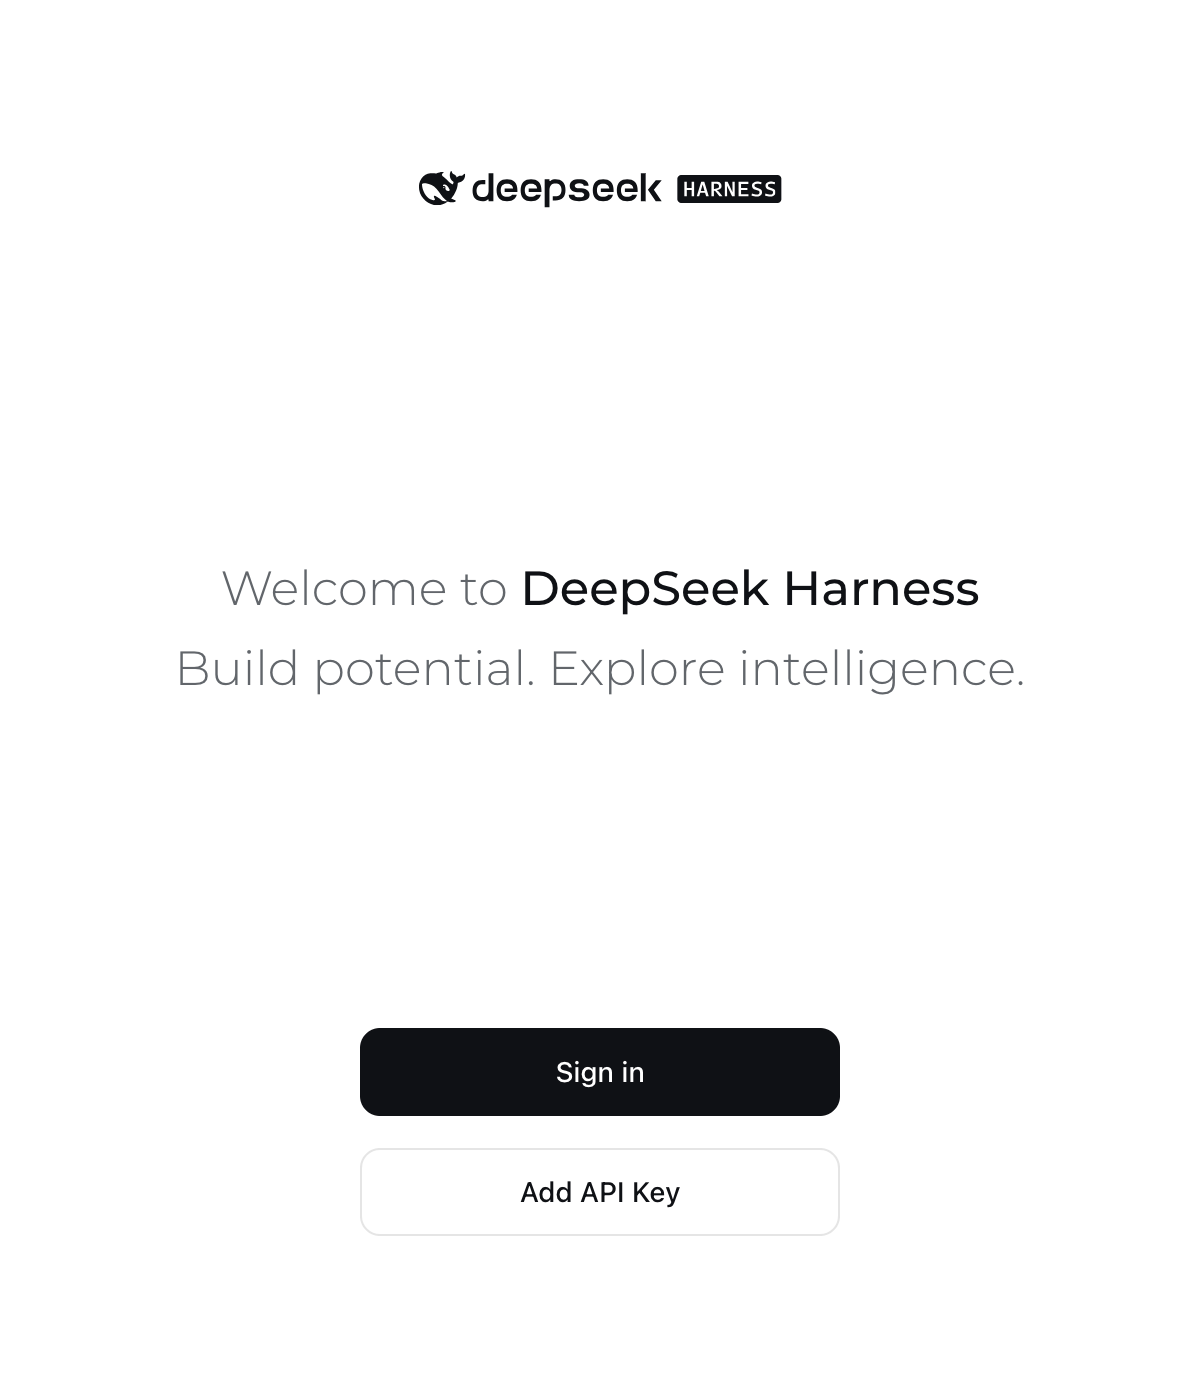 deepseek HARNESS
Welcome to DeepSeek Harness
Build potential. Explore intelligence.
Sign in
Add API Key